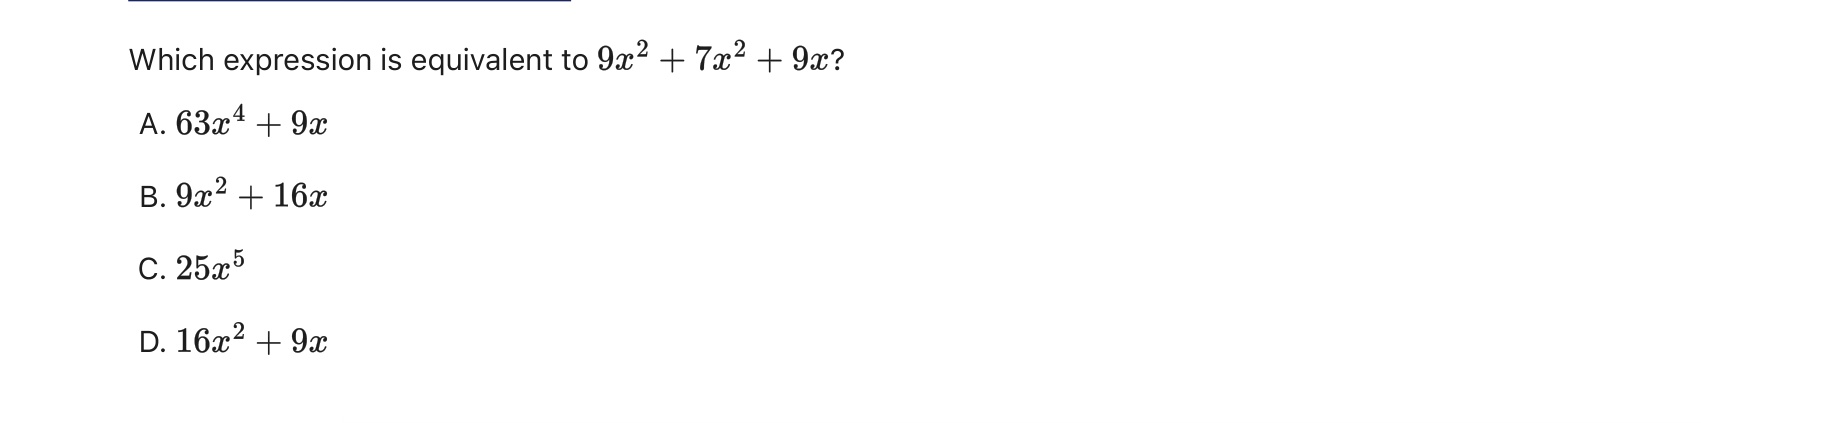 Which expression is equivalent to 9x² + 7x² + 9x?
A. 63x⁴ + 9x
B. 9x² + 16x
C. 25x⁵
D. 16x² + 9x